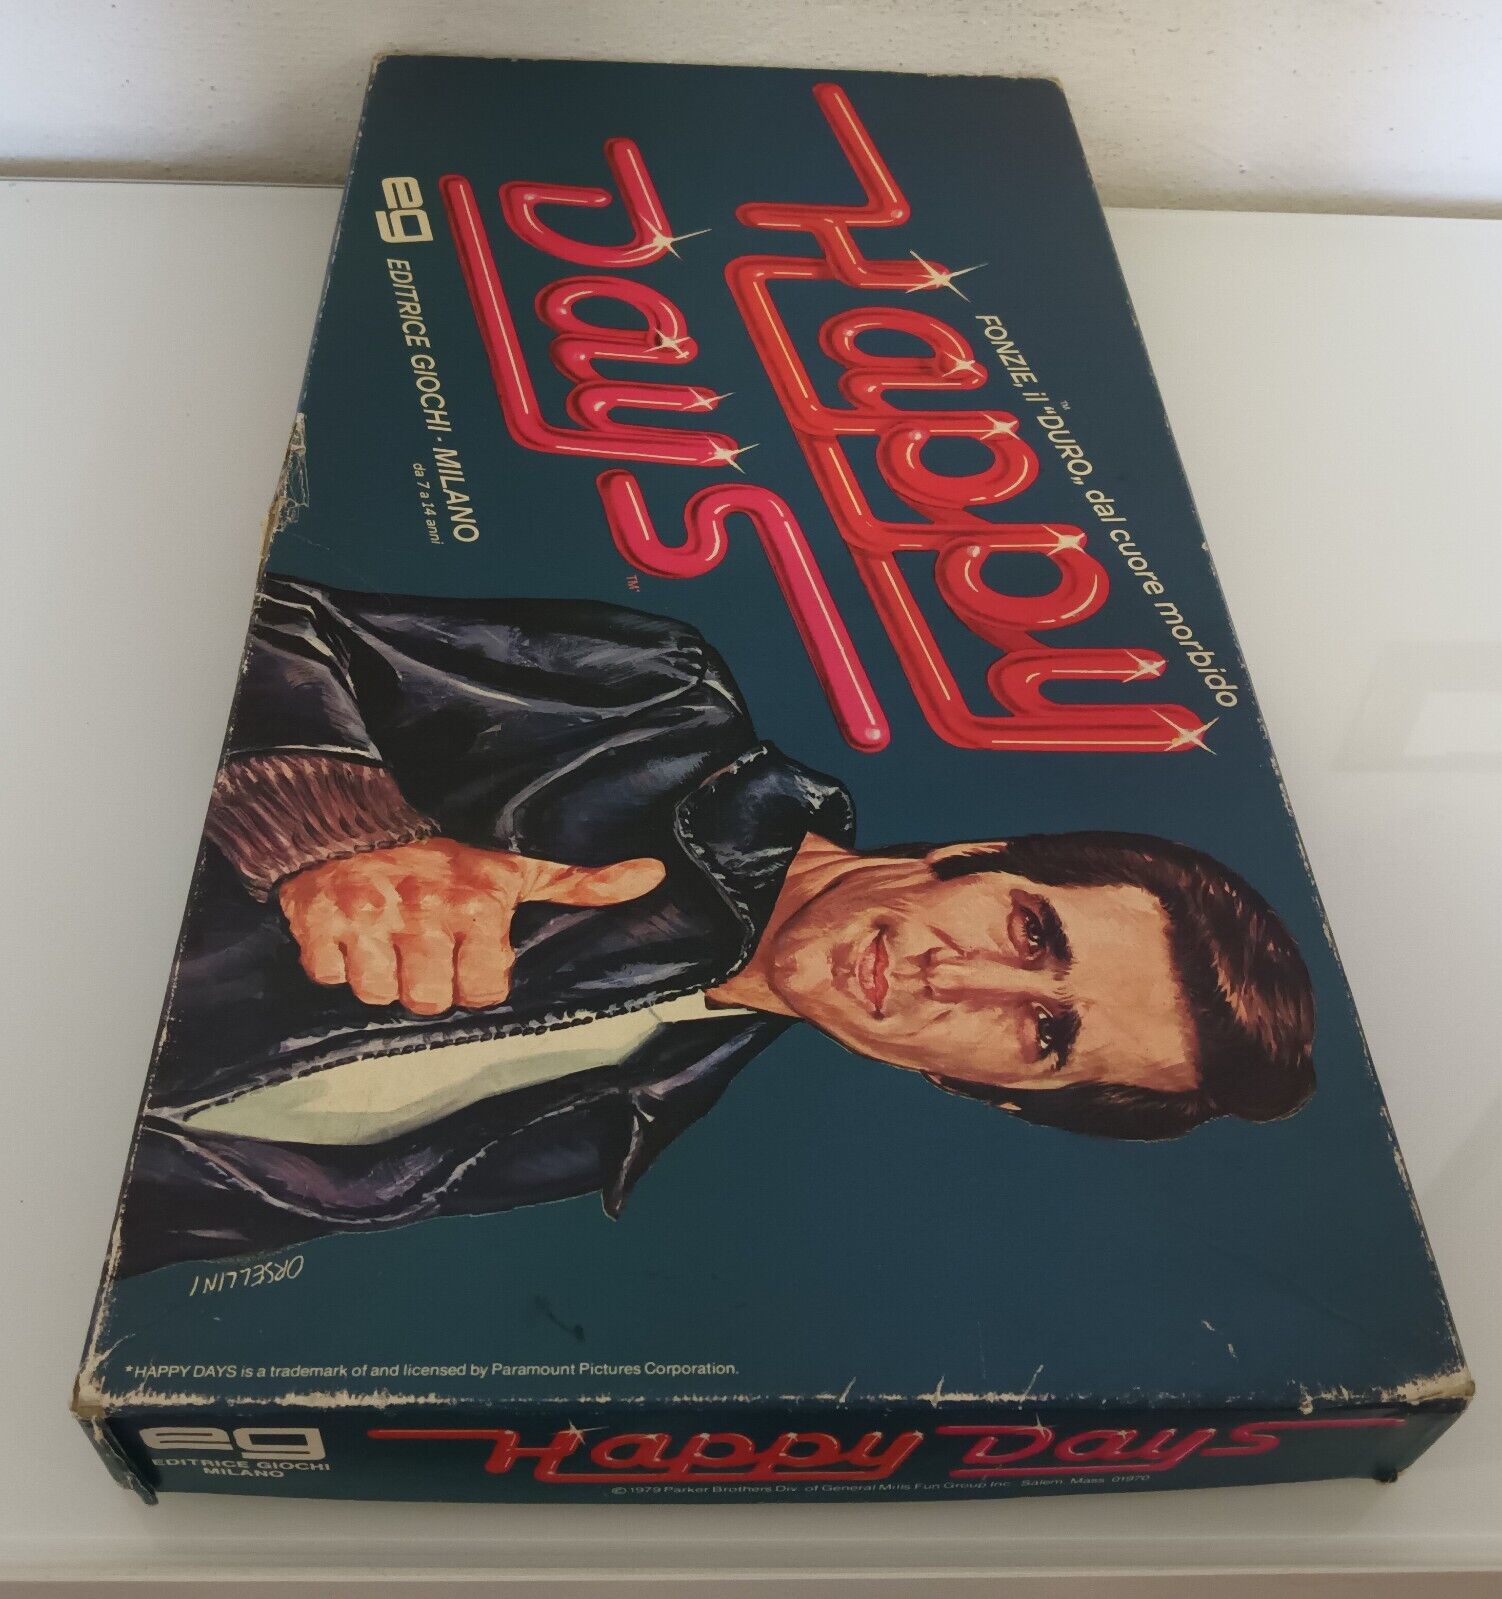 FONZIE, il "DURO„ dal cuore morbido
TM
Happy
Days
TM
eg EDITRICE GIOCHI · MILANO
da 7 a 14 anni
ORSELLINI
*HAPPY DAYS is a trademark of and licensed by Paramount Pictures Corporation.
eg
EDITRICE GIOCHI
MILANO
Happy Days
© 1979 Parker Brothers Div. of General Mills Fun Group Inc. Salem, Mass. 01970